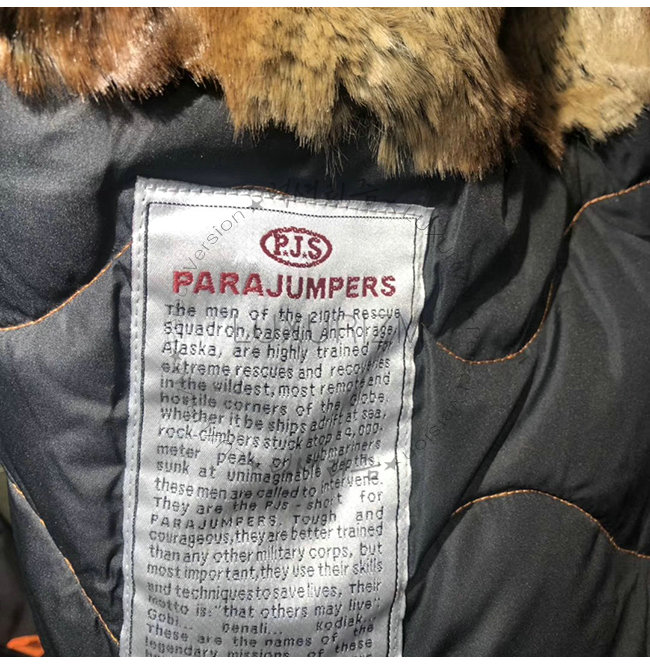 P.J.S
PARAJUMPERS
The men of the 210th Rescue
Squadron, basedin Anchorage,
Alaska, are highly trained for
extreme rescues and recoveries
in the wildest, most remote and
hostile corners of the globe.
Whether it be ships adrift at sea,
rock-climbers stuck atop a 4,000-
meter peak, or submariners
sunk at unimaginable depths,
these men are called to intervene.
They are the PJs - short for
PARAJUMPERS. Tough and
courageous, they are better trained
than any other military corps, but
most important, they use their skills
and techniques to save lives. Their
motto is: "that others may live"
Gobi... Denali... Kodiak...
These are the names of the
legendary missions of these